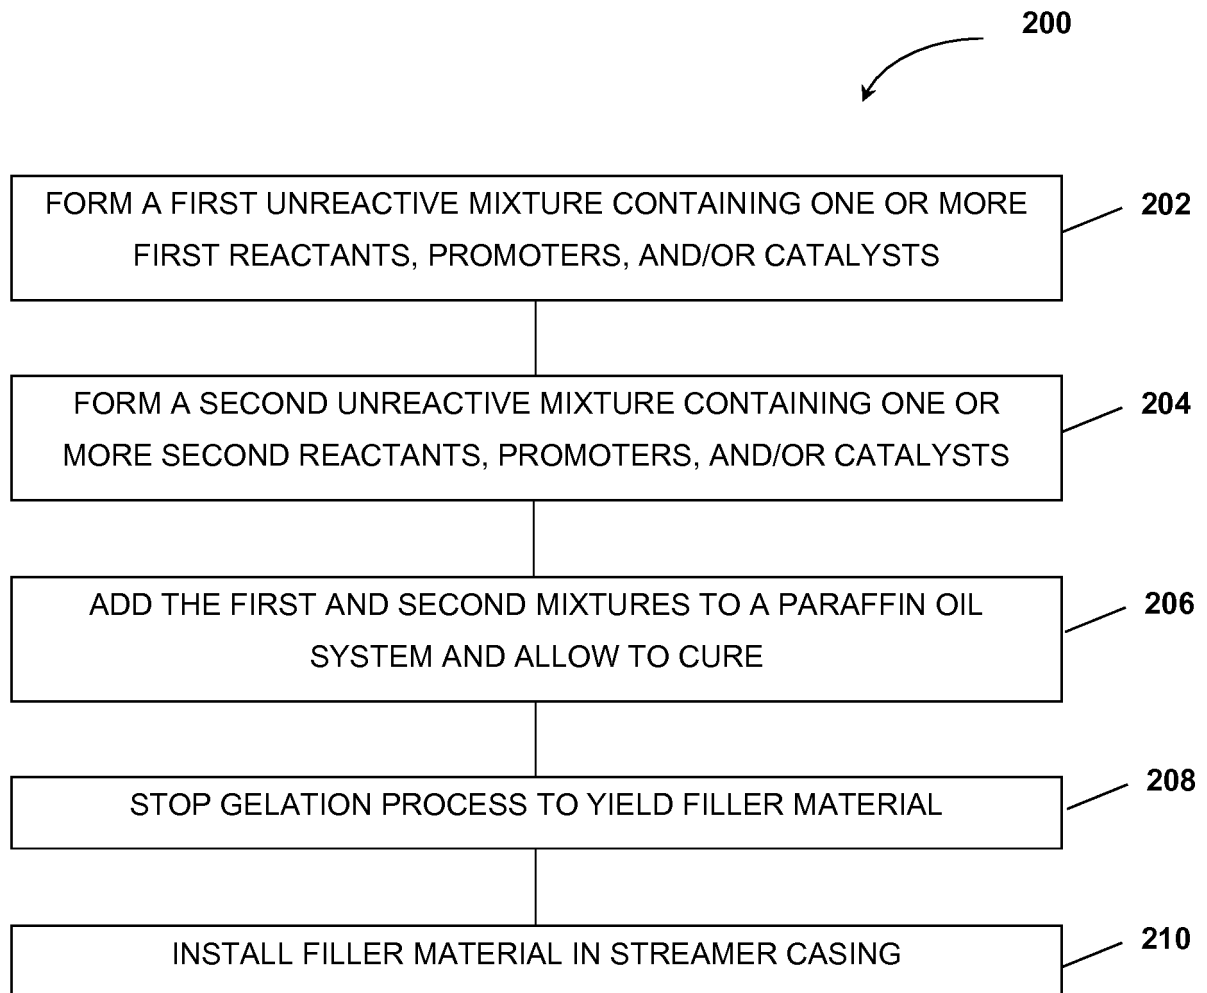 200
FORM A FIRST UNREACTIVE MIXTURE CONTAINING ONE OR MORE
FIRST REACTANTS, PROMOTERS, AND/OR CATALYSTS
202
FORM A SECOND UNREACTIVE MIXTURE CONTAINING ONE OR
MORE SECOND REACTANTS, PROMOTERS, AND/OR CATALYSTS
204
ADD THE FIRST AND SECOND MIXTURES TO A PARAFFIN OIL
SYSTEM AND ALLOW TO CURE
206
STOP GELATION PROCESS TO YIELD FILLER MATERIAL
208
INSTALL FILLER MATERIAL IN STREAMER CASING
210